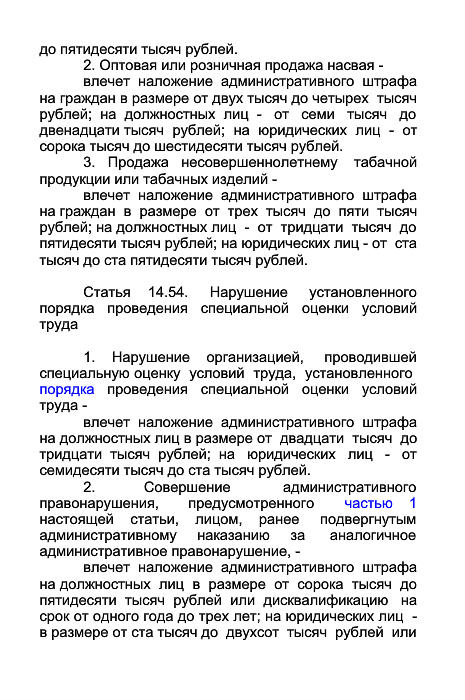 до пятидесяти тысяч рублей.
2. Оптовая или розничная продажа насвая -
влечет наложение административного штрафа
на граждан в размере от двух тысяч до четырех тысяч
рублей; на должностных лиц - от семи тысяч до
двенадцати тысяч рублей; на юридических лиц - от
сорока тысяч до шестидесяти тысяч рублей.
3. Продажа несовершеннолетнему табачной
продукции или табачных изделий -
влечет наложение административного штрафа
на граждан в размере от трех тысяч до пяти тысяч
рублей; на должностных лиц - от тридцати тысяч до
пятидесяти тысяч рублей; на юридических лиц - от ста
тысяч до ста пятидесяти тысяч рублей.
Статья 14.54. Нарушение установленного
порядка проведения специальной оценки условий
труда
1. Нарушение организацией, проводившей
специальную оценку условий труда, установленного
порядка проведения специальной оценки условий
труда -
влечет наложение административного штрафа
на должностных лиц в размере от двадцати тысяч до
тридцати тысяч рублей; на юридических лиц - от
семидесяти тысяч до ста тысяч рублей.
2. Совершение административного
правонарушения, предусмотренного частью 1
настоящей статьи, лицом, ранее подвергнутым
административному наказанию за аналогичное
административное правонарушение, -
влечет наложение административного штрафа
на должностных лиц в размере от сорока тысяч до
пятидесяти тысяч рублей или дисквалификацию на
срок от одного года до трех лет; на юридических лиц -
в размере от ста тысяч до двухсот тысяч рублей или